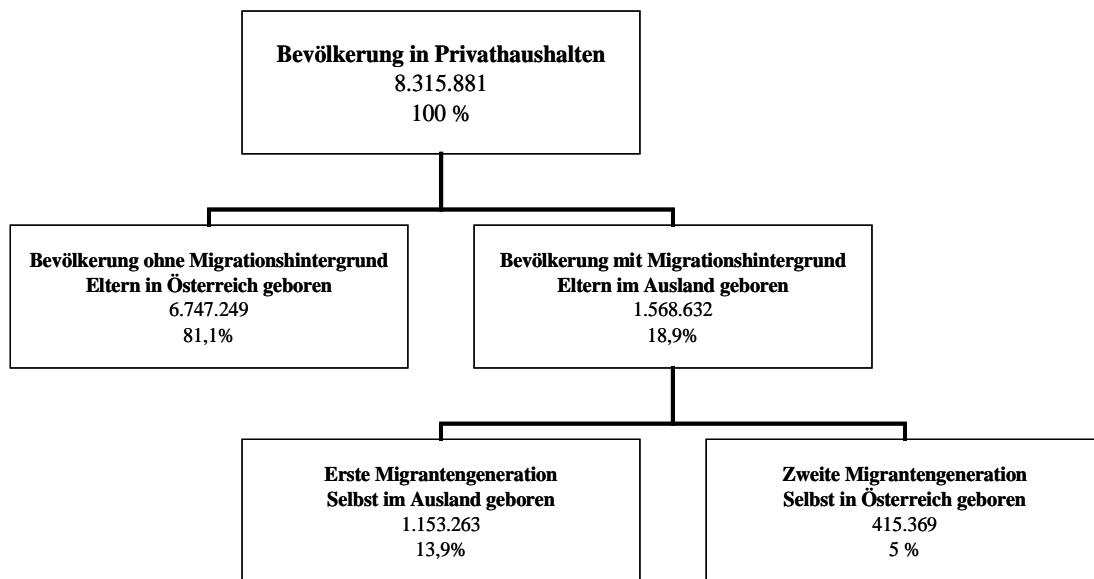 Bevölkerung in Privathaushalten
8.315.881
100 %
Bevölkerung ohne Migrationshintergrund
Eltern in Österreich geboren
6.747.249
81,1%
Bevölkerung mit Migrationshintergrund
Eltern im Ausland geboren
1.568.632
18,9%
Erste Migrantengeneration
Selbst im Ausland geboren
1.153.263
13,9%
Zweite Migrantengeneration
Selbst in Österreich geboren
415.369
5 %